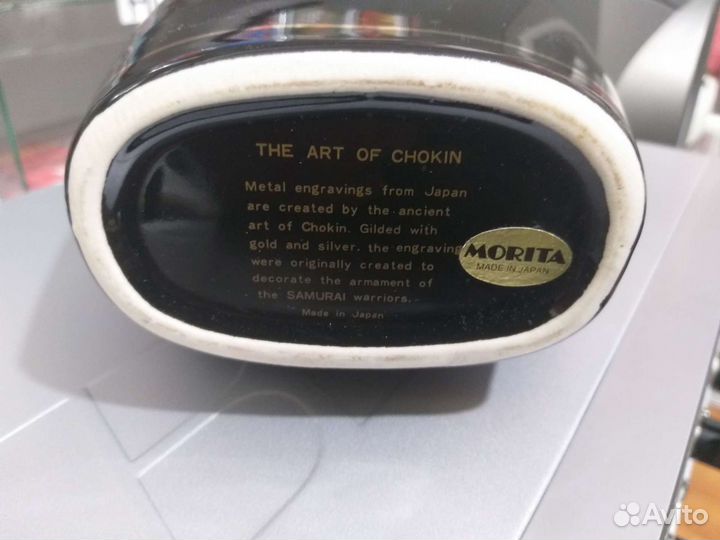 THE ART OF CHOKIN
Metal engravings from Japan
are created by the ancient
art of Chokin. Gilded with
gold and silver. the engraving
were originally created to
decorate the armament of
the SAMURAI warriors.
Made in Japan
MORITA
MADE IN JAPAN
Avito